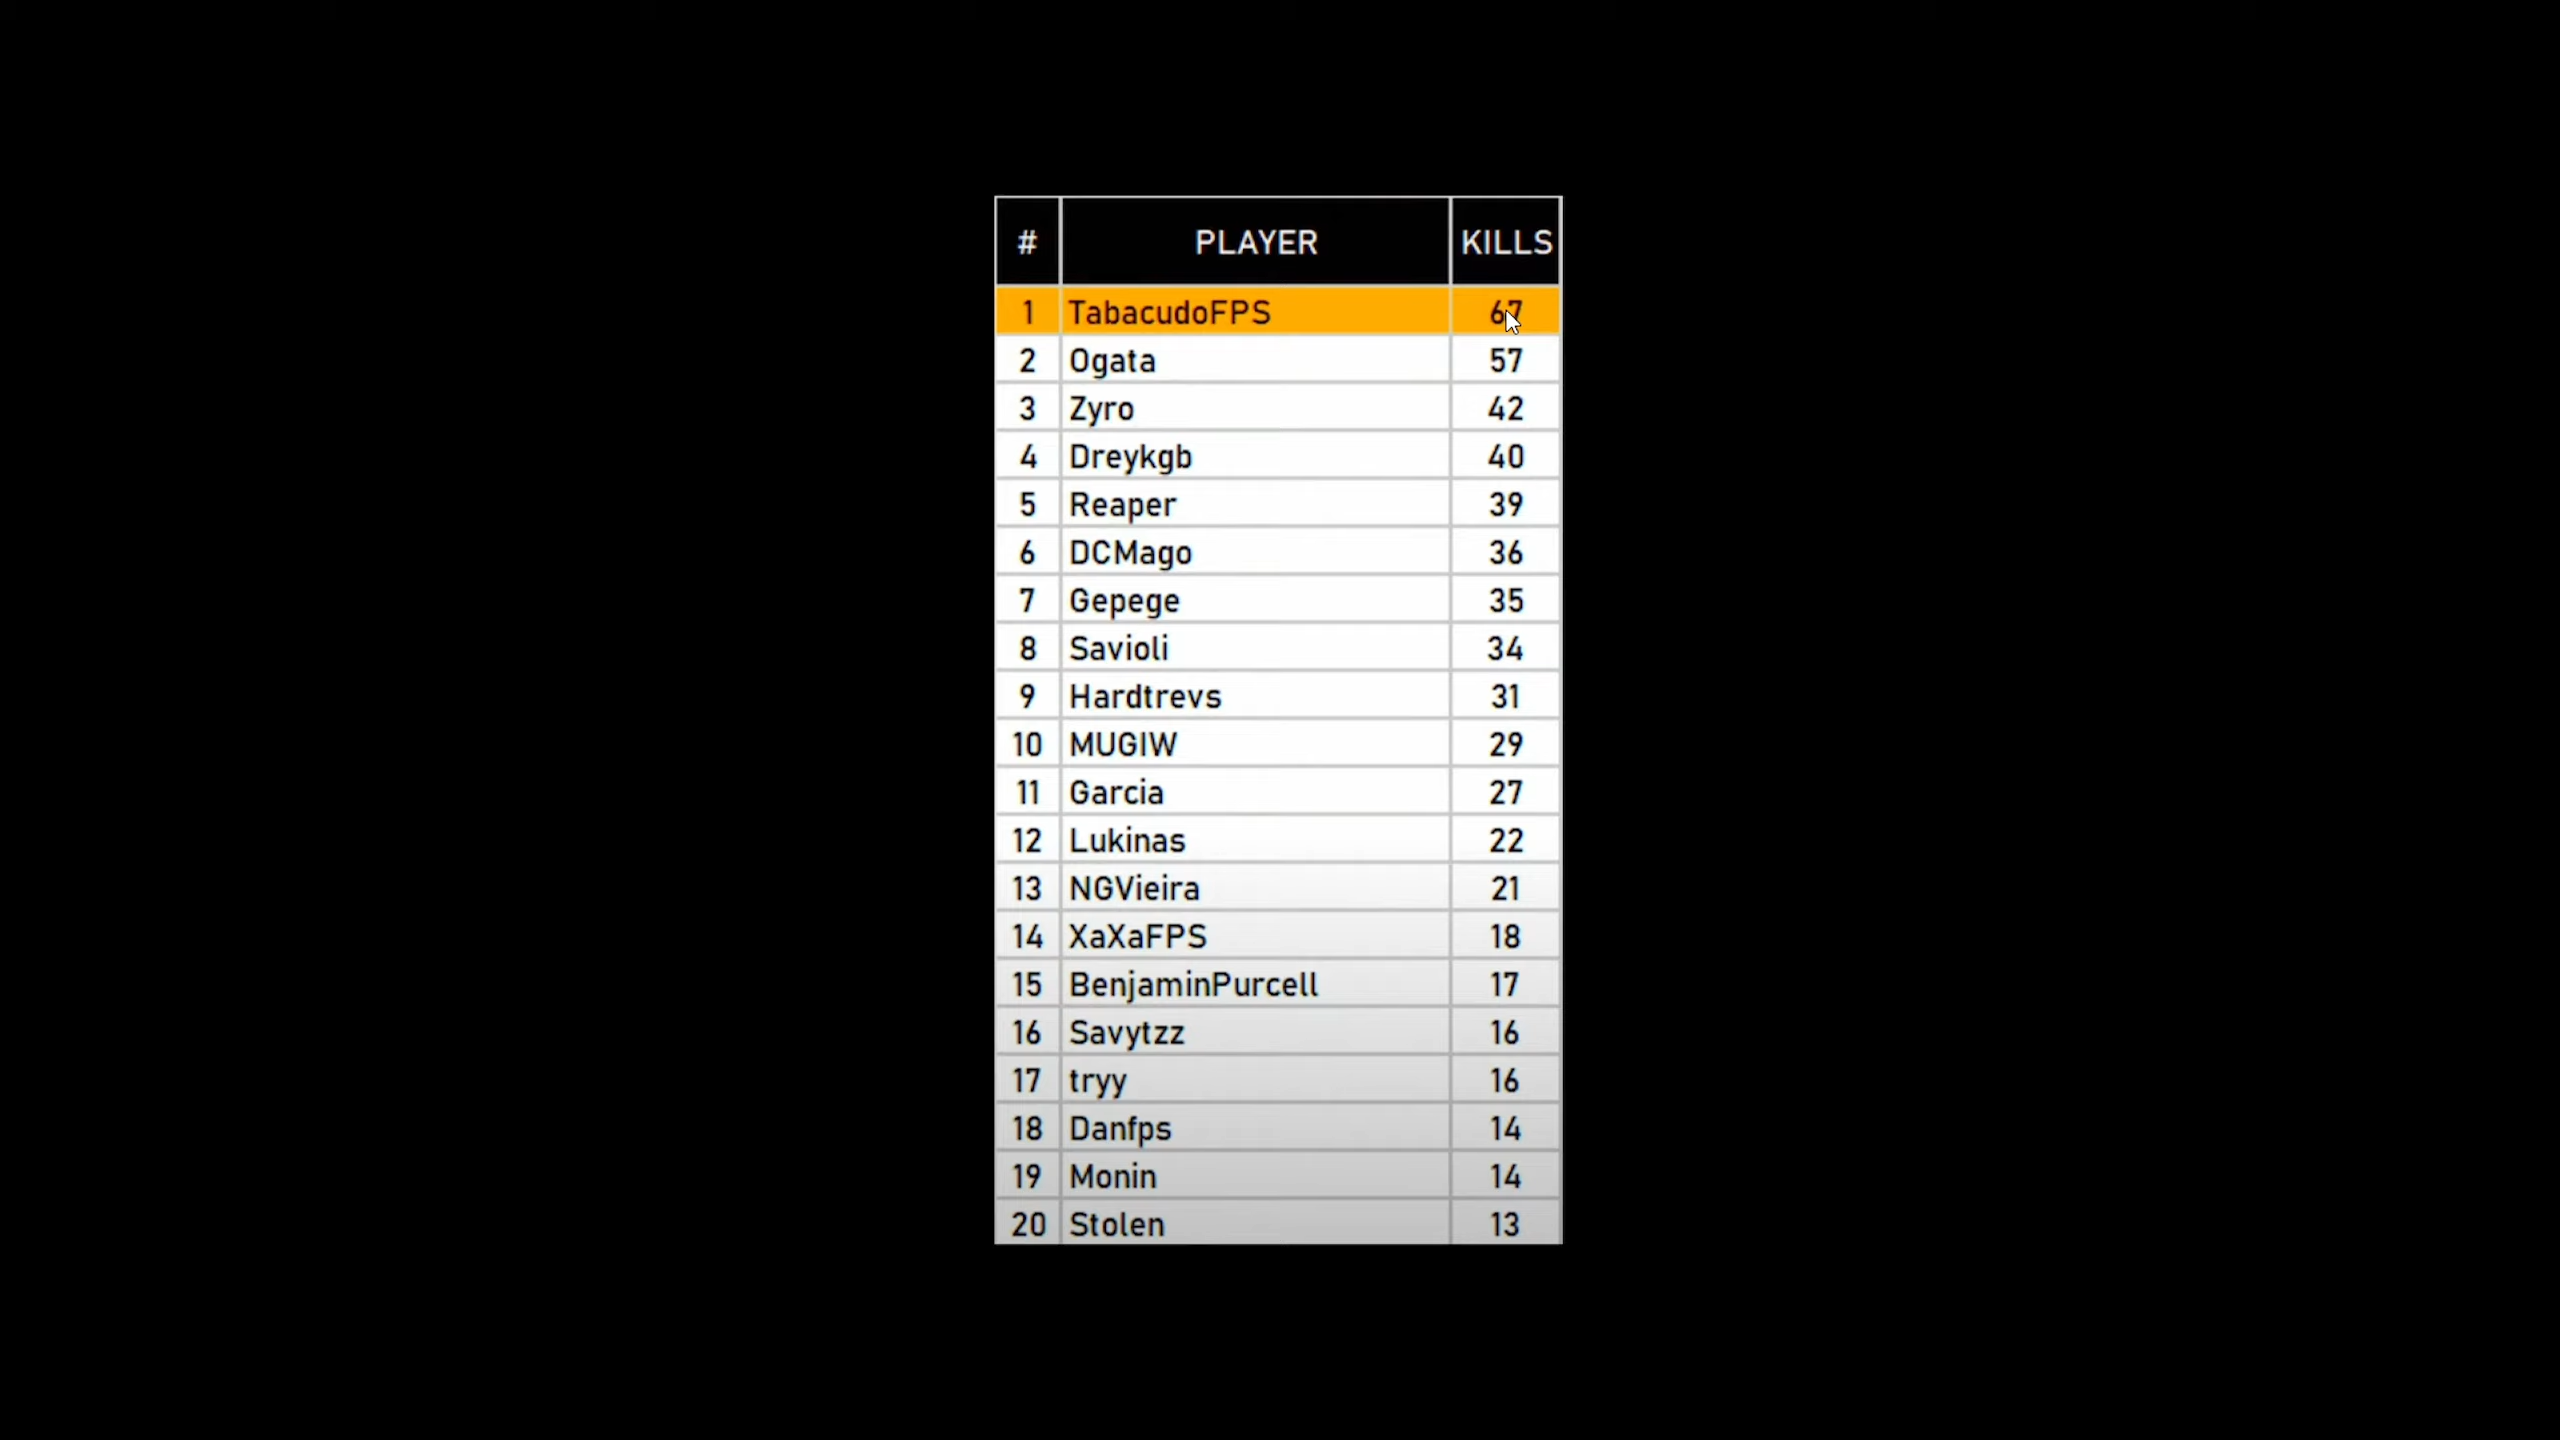 # PLAYER KILLS
1 TabacudoFPS 67
2 Ogata 57
3 Zyro 42
4 Dreykgb 40
5 Reaper 39
6 DCMago 36
7 Gepege 35
8 Savioli 34
9 Hardtrevs 31
10 MUGIW 29
11 Garcia 27
12 Lukinas 22
13 NGVieira 21
14 XaXaFPS 18
15 BenjaminPurcell 17
16 Savytzz 16
17 tryy 16
18 Danfps 14
19 Monin 14
20 Stolen 13